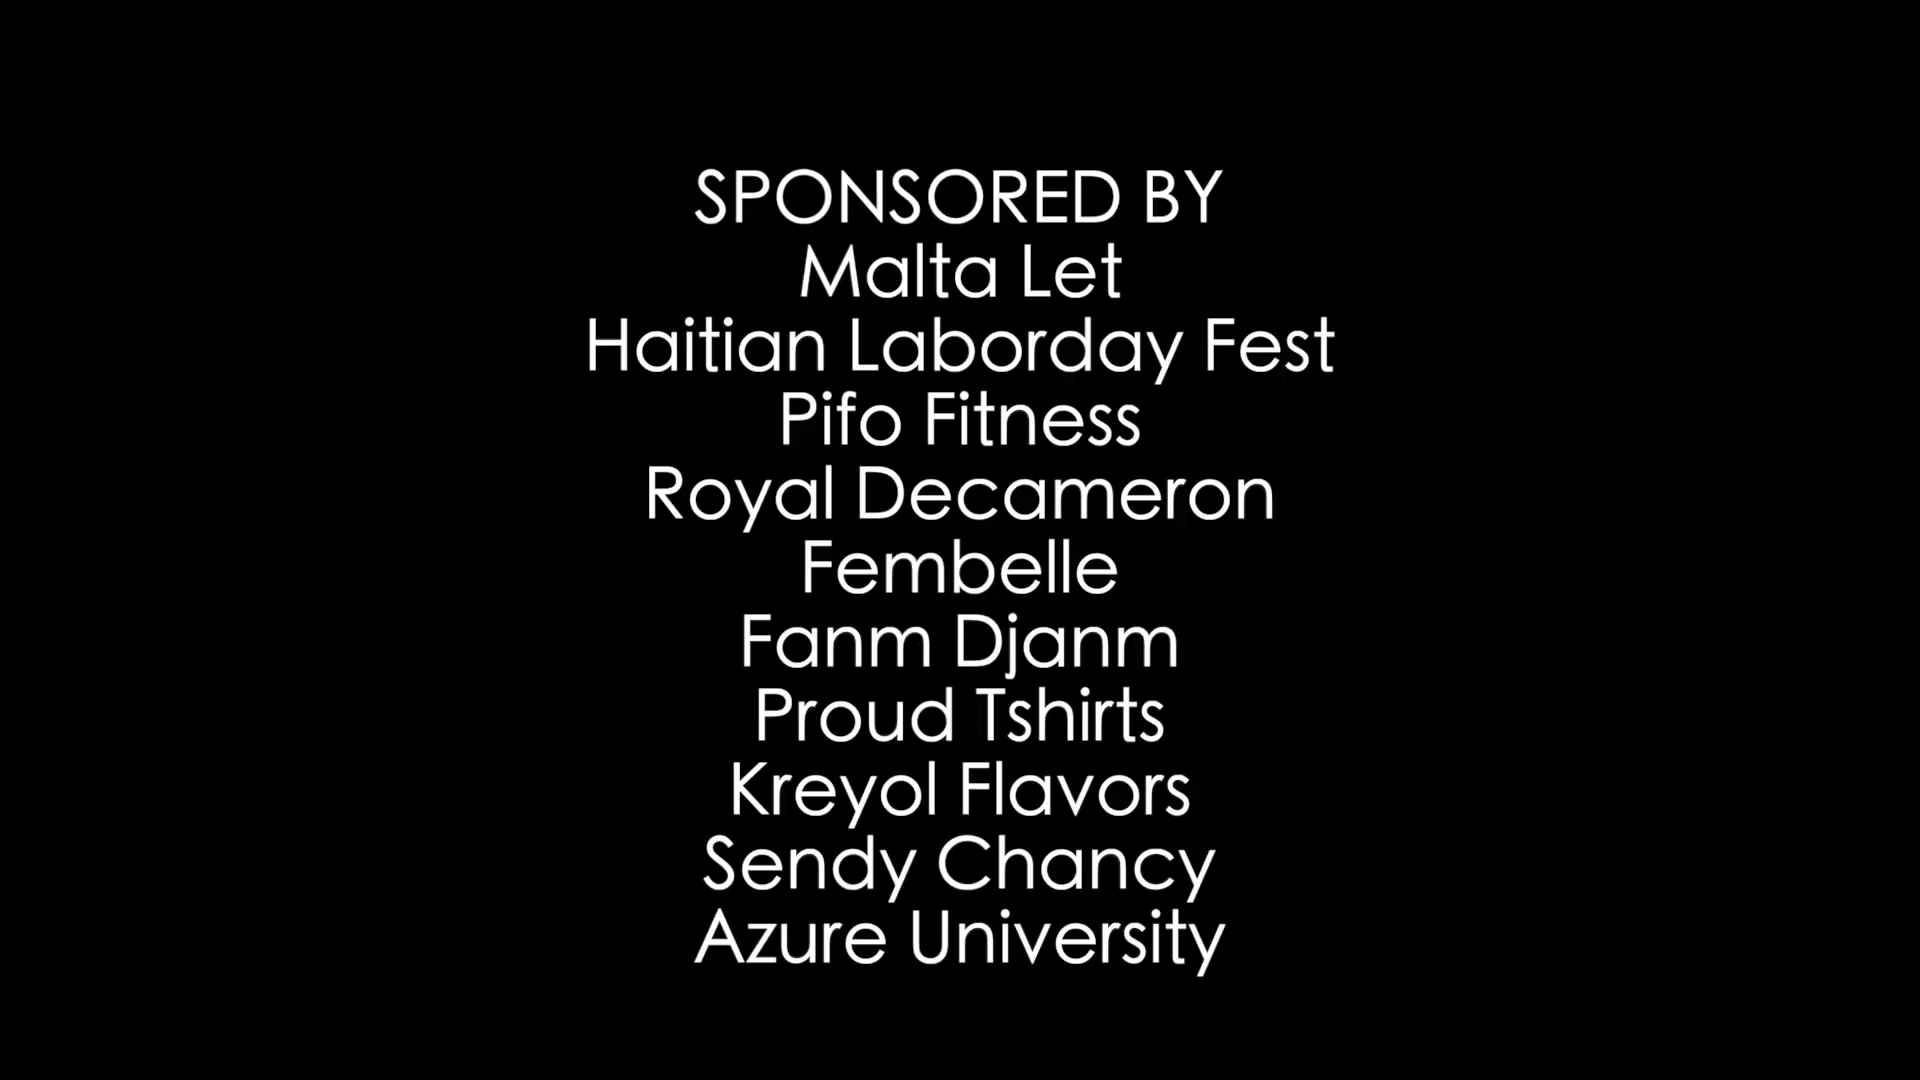 SPONSORED BY
Malta Let
Haitian Laborday Fest
Pifo Fitness
Royal Decameron
Fembelle
Fanm Djanm
Proud Tshirts
Kreyol Flavors
Sendy Chancy
Azure University